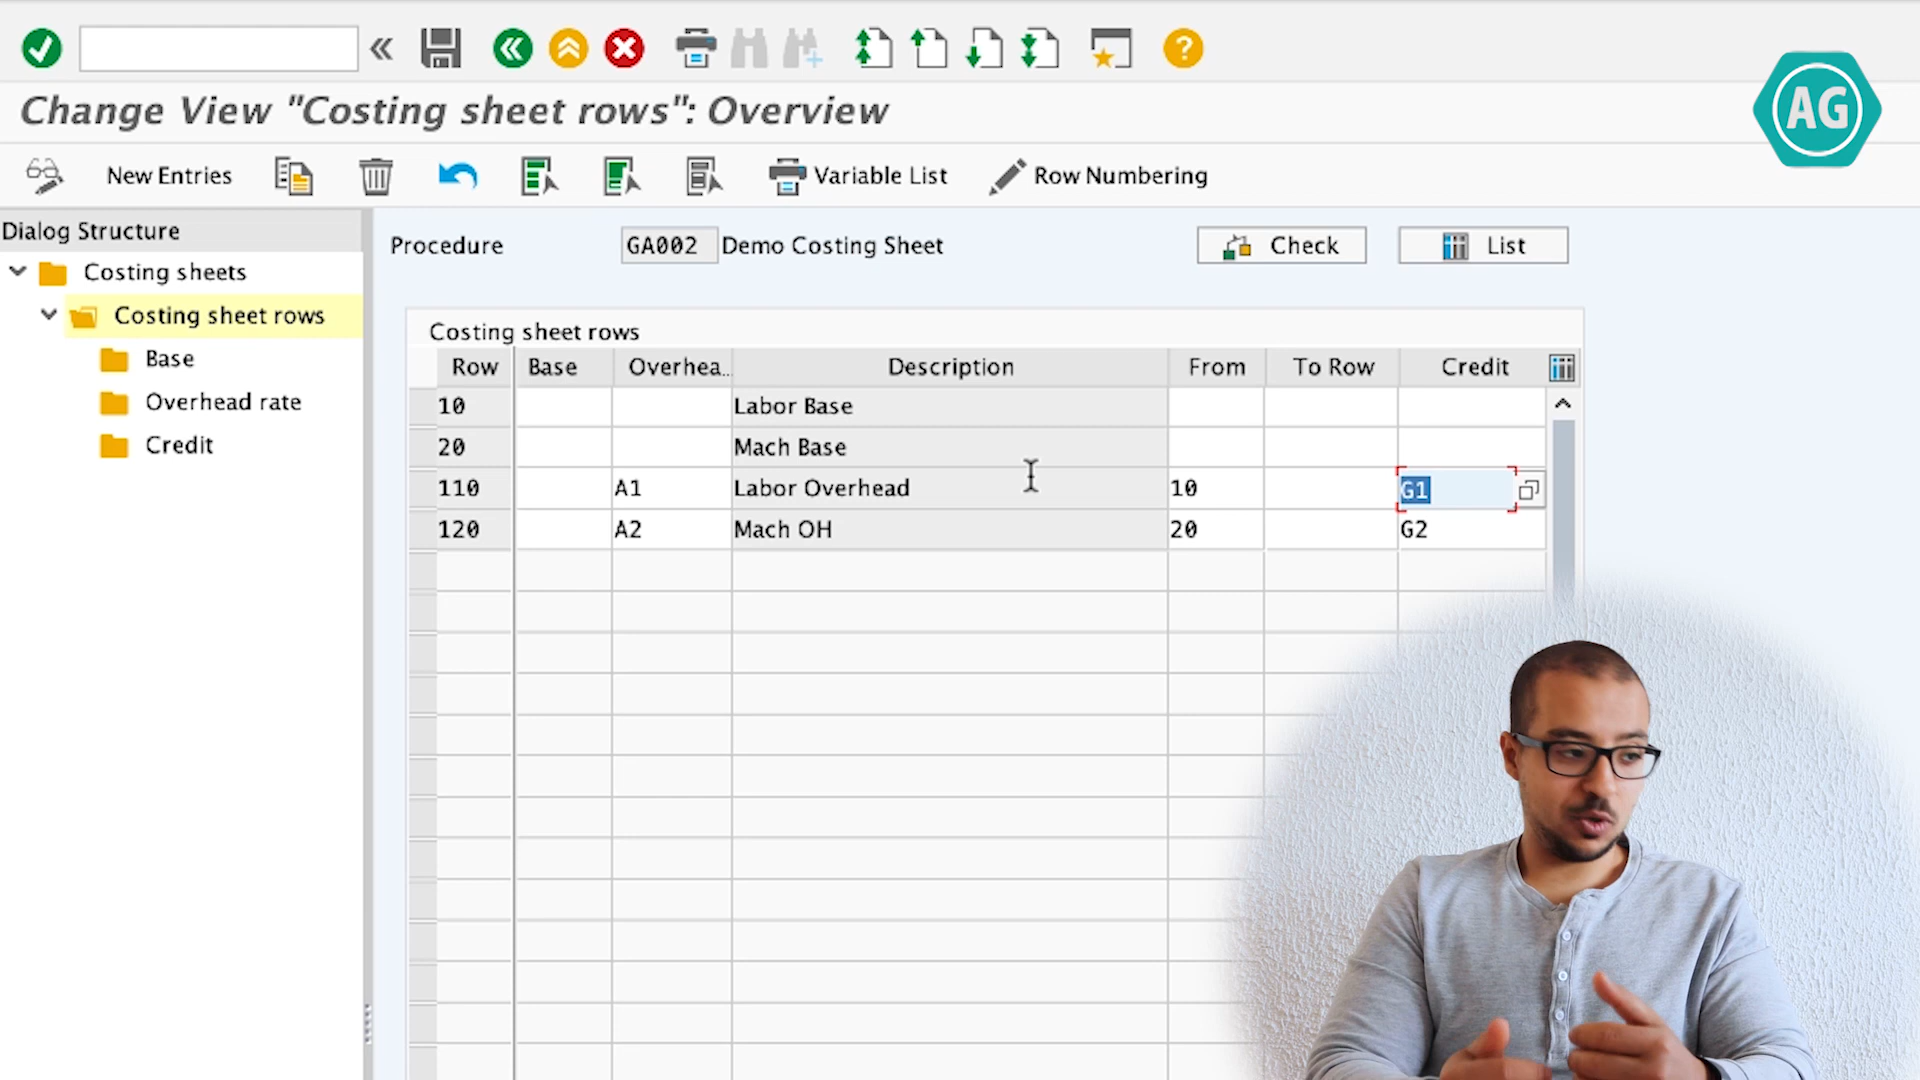 Change View "Costing sheet rows": Overview
AG
New Entries
Variable List
Row Numbering
Dialog Structure
Costing sheets
Costing sheet rows
Base
Overhead rate
Credit
Procedure GA002 Demo Costing Sheet Check List
Costing sheet rows
Row Base Overhea.. Description From To Row Credit
10 Labor Base
20 Mach Base
110 A1 Labor Overhead 10 G1
120 A2 Mach OH 20 G2